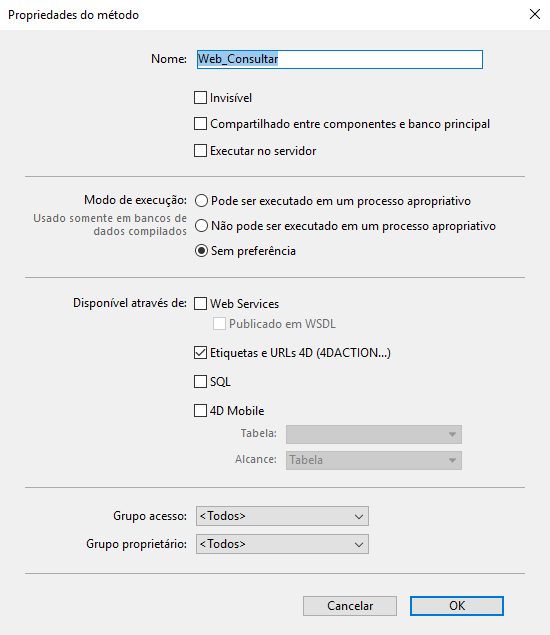 Propriedades do método
Nome: Web_Consultar
Invisível
Compartilhado entre componentes e banco principal
Executar no servidor
Modo de execução:
Usado somente em bancos de
dados compilados
Pode ser executado em um processo apropriativo
Não pode ser executado em um processo apropriativo
Sem preferência
Disponível através de:
Web Services
Publicado em WSDL
Etiquetas e URLs 4D (4DACTION...)
SQL
4D Mobile
Tabela:
Alcance: Tabela
Grupo acesso: <Todos>
Grupo proprietário: <Todos>
Cancelar OK